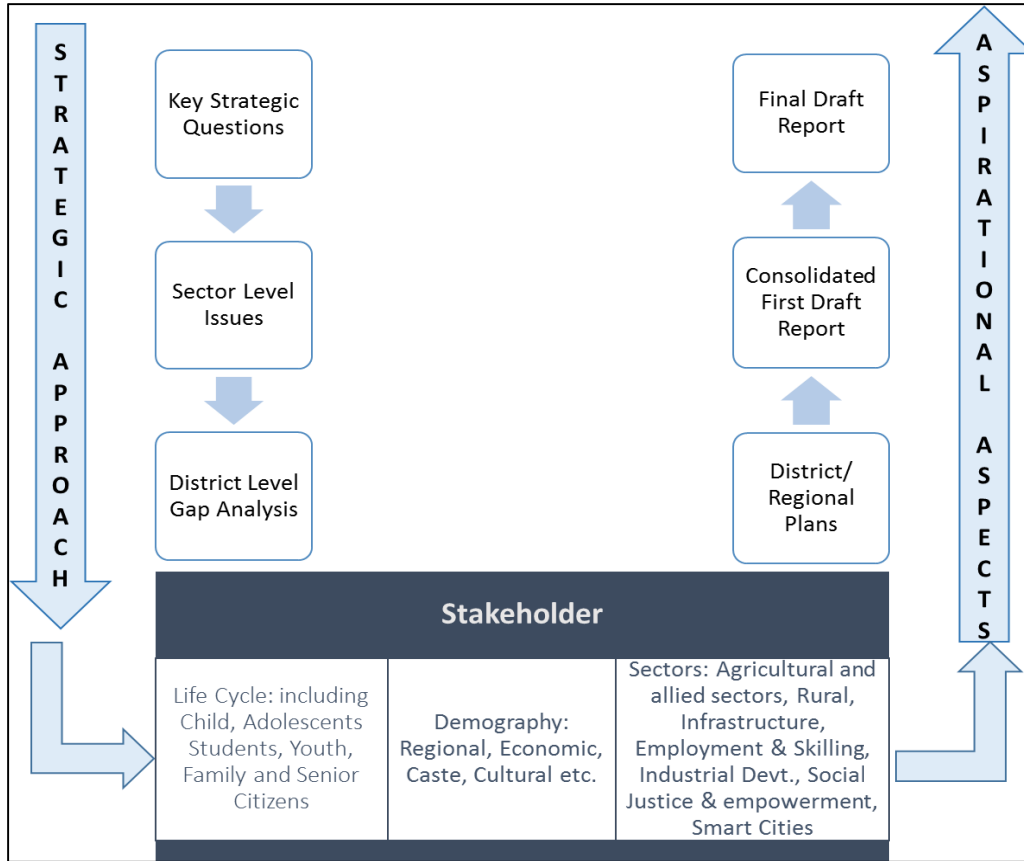 STRATEGIC APPROACH
Key Strategic
Questions
Sector Level
Issues
District Level
Gap Analysis
Final Draft
Report
Consolidated
First Draft
Report
District/
Regional
Plans
ASPIRATIONAL ASPECTS
Stakeholder
Life Cycle: including
Child, Adolescents
Students, Youth,
Family and Senior
Citizens
Demography:
Regional, Economic,
Caste, Cultural etc.
Sectors: Agricultural and
allied sectors, Rural,
Infrastructure,
Employment & Skilling,
Industrial Devt., Social
Justice & empowerment,
Smart Cities